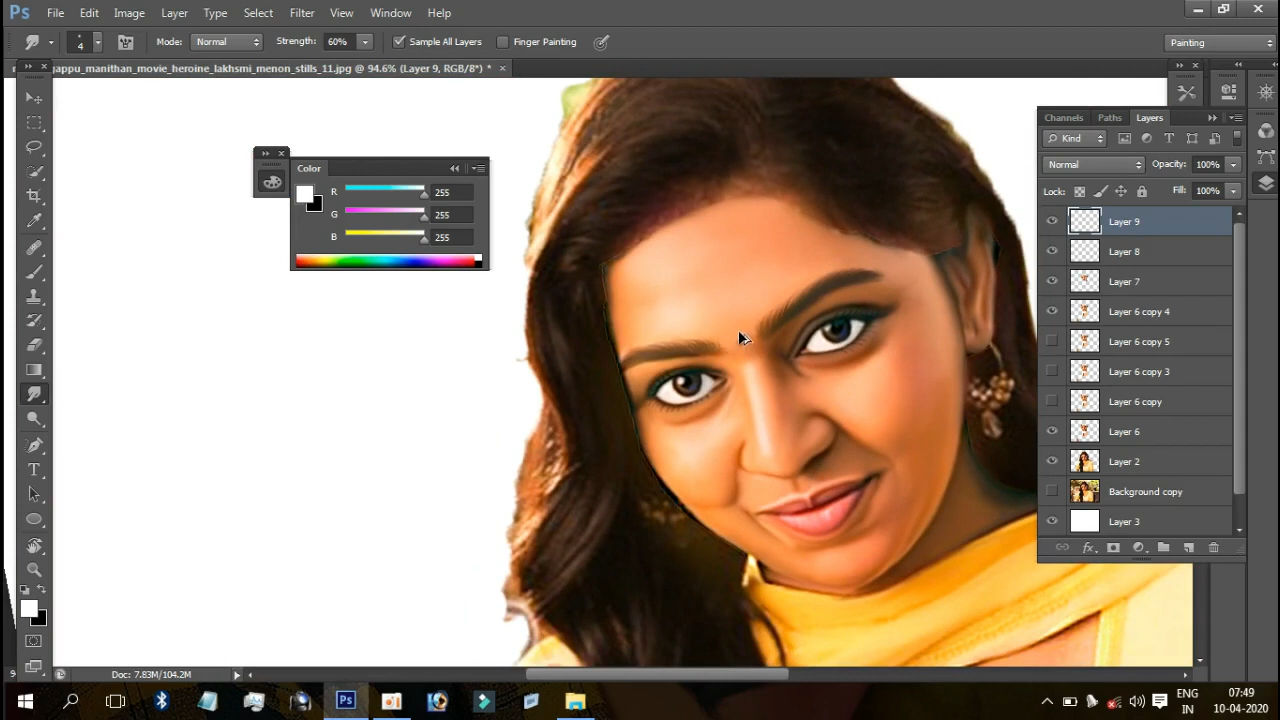 Ps File Edit Image Layer Type Select Filter View Window Help
4 Mode: Normal Strength: 60% Sample All Layers Finger Painting Painting
gappu_manithan_movie_heroine_lakhsmi_menon_stills_11.jpg @ 94.6% (Layer 9, RGB/8*) *
Color
R 255
G 255
B 255
Channels Paths Layers
Kind
Normal Opacity: 100%
Lock: Fill: 100%
Layer 9
Layer 8
Layer 7
Layer 6 copy 4
Layer 6 copy 5
Layer 6 copy 3
Layer 6 copy
Layer 6
Layer 2
Background copy
Layer 3
fx
T
Doc: 7.83M/104.2M
Ps
ENG
IN
07:49
10-04-2020